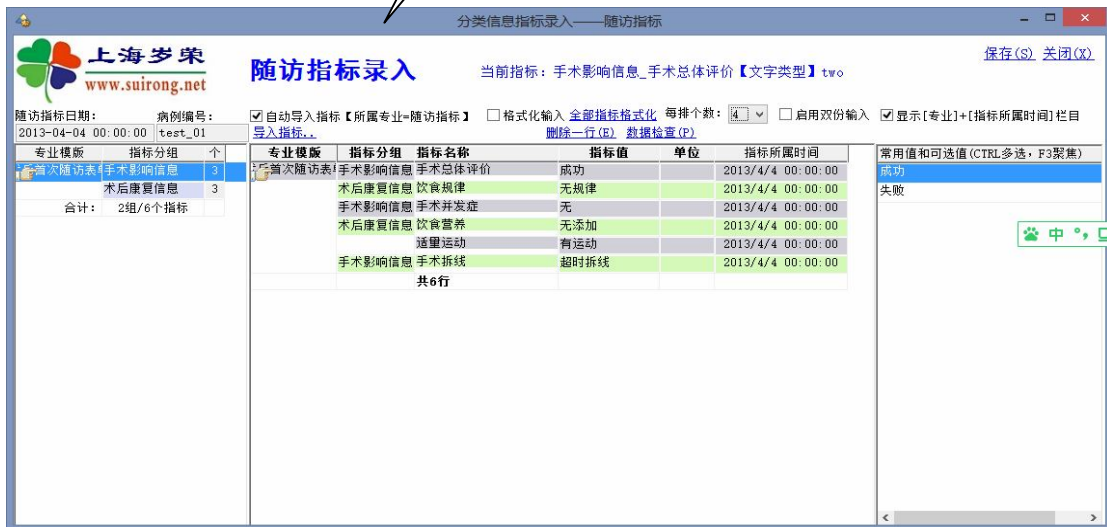 分类信息指标录入——随访指标
上海岁荣
www.suirong.net
随访指标录入
当前指标: 手术影响信息_手术总体评价【文字类型】two
保存(S) 关闭(X)
随访指标日期: 病例编号:
2013-04-04 00:00:00 test_01
自动导入指标【所属专业=随访指标】 格式化输入 全部指标格式化 每排个数: 4 启用双份输入 显示[专业]+[指标所属时间]栏目
导入指标.. 删除一行(E) 数据检查(P)
专业模版 指标分组 个
首次随访表 手术影响信息 3
术后康复信息 3
合计: 2组/6个指标
专业模版 指标分组 指标名称 指标值 单位 指标所属时间
首次随访表 手术影响信息 手术总体评价 成功 2013/4/4 00:00:00
术后康复信息 饮食规律 无规律 2013/4/4 00:00:00
手术影响信息 手术并发症 无 2013/4/4 00:00:00
术后康复信息 饮食营养 无添加 2013/4/4 00:00:00
适里运动 有运动 2013/4/4 00:00:00
手术影响信息 手术拆线 超时拆线 2013/4/4 00:00:00
共6行
常用值和可选值(CTRL多选, F3聚焦)
成功
失败
中